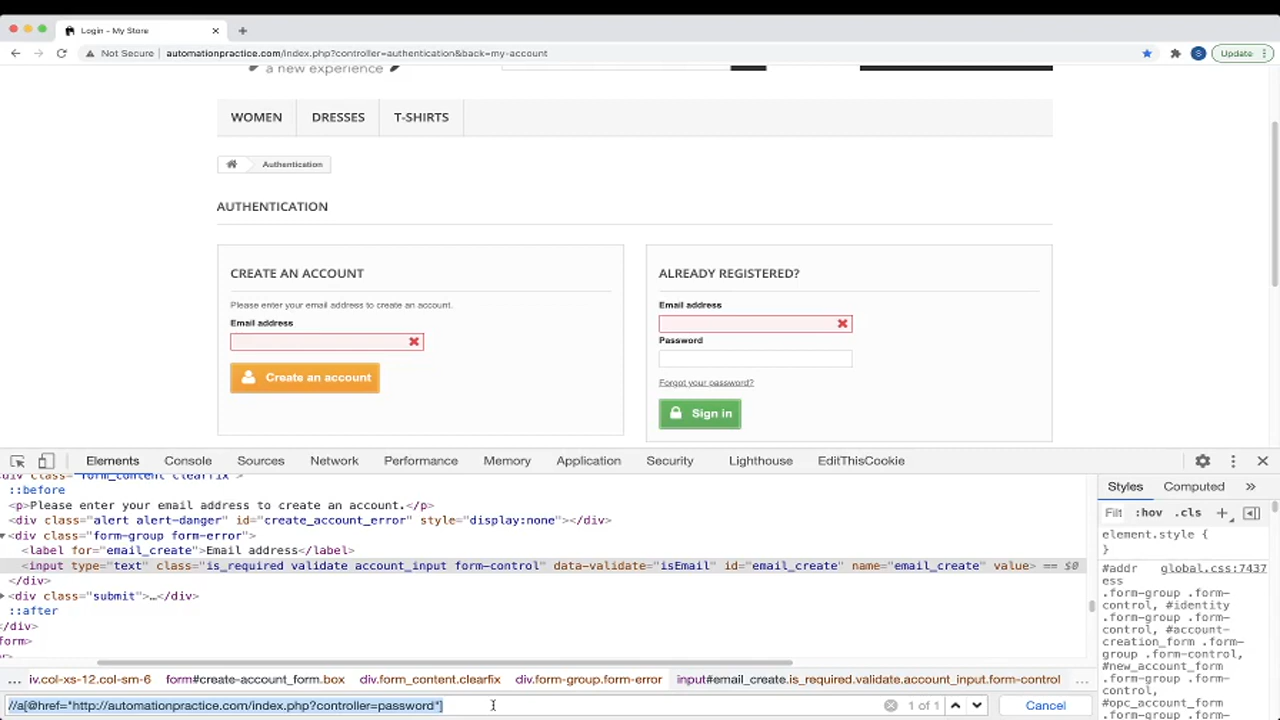 Login - My Store
Not Secure | automationpractice.com/index.php?controller=authentication&back=my-account
S
Update
a new experience
WOMEN
DRESSES
T-SHIRTS
Authentication
AUTHENTICATION
CREATE AN ACCOUNT
Please enter your email address to create an account.
Email address
Create an account
ALREADY REGISTERED?
Email address
Password
Forgot your password?
Sign in
Elements
Console
Sources
Network
Performance
Memory
Application
Security
Lighthouse
EditThisCookie
div class="form_content clearfix">
::before
<p>Please enter your email address to create an account.</p>
<div class="alert alert-danger" id="create_account_error" style="display:none"></div>
<div class="form-group form-error">
<label for="email_create">Email address</label>
<input type="text" class="is_required validate account_input form-control" data-validate="isEmail" id="email_create" name="email_create" value> == $0
</div>
<div class="submit">…</div>
::after
</div>
form>
... iv.col-xs-12.col-sm-6 form#create-account_form.box div.form_content.clearfix div.form-group.form-error input#email_create.is_required.validate.account_input.form-control ...
//a[@href="http://automationpractice.com/index.php?controller=password"]
1 of 1
Cancel
Styles
Computed
»
Filt
:hov
.cls
+
element.style {
}
#addr global.css:7437
ess
.form-group .form-
control, #identity
.form-group .form-
control, #account-
creation_form .form-
group .form-control,
#new_account_form
.form-group .form-
control,
#opc_account_form
.form-group .form-